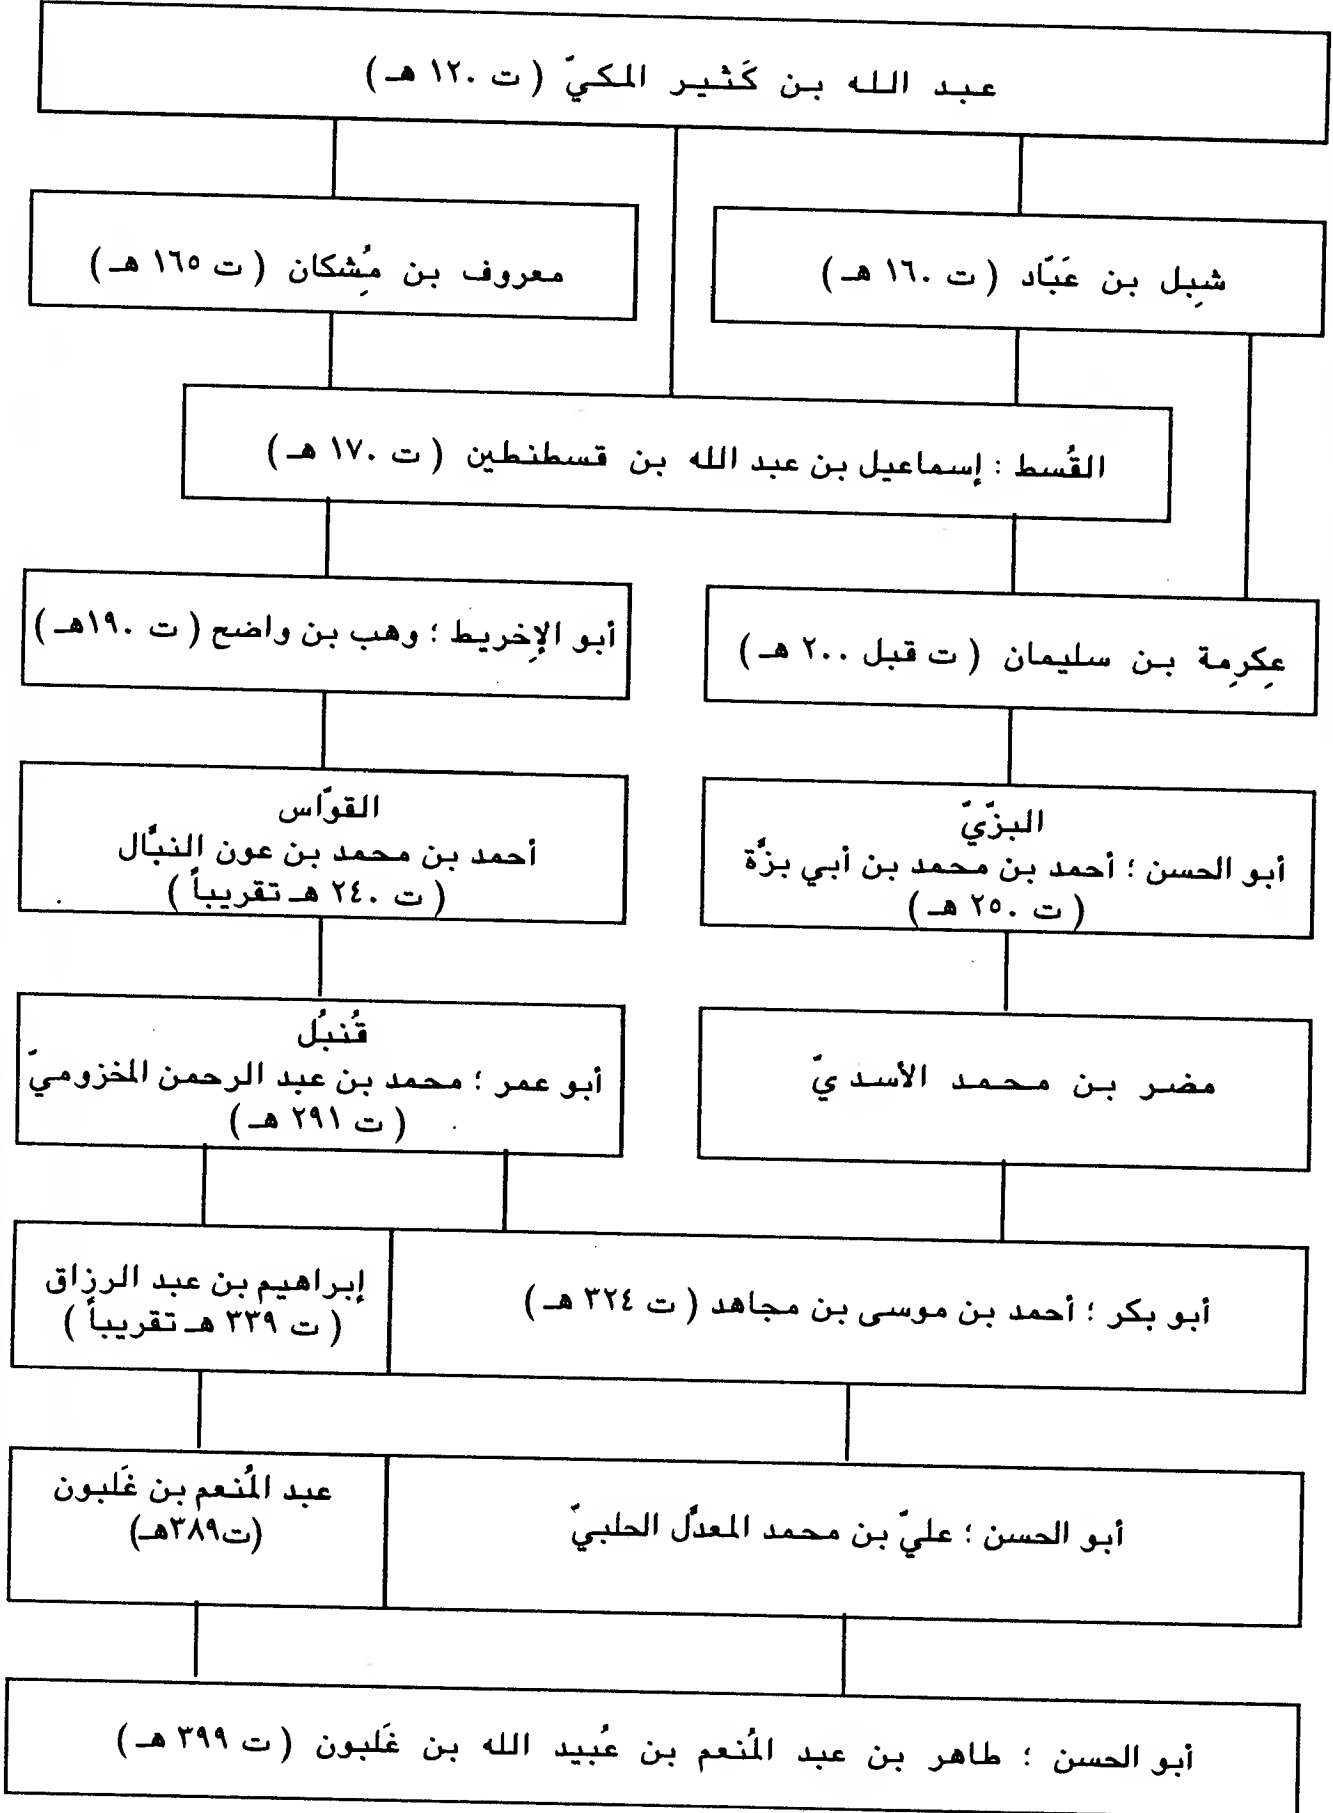 عبد الله بن كَثير المكيّ ( ت ١٢٠ هـ )
شبِل بن عَبّاد ( ت ١٦٠ هـ )
معروف بن مُشكان ( ت ١٦٥ هـ )
القُسط : إسماعيل بن عبد الله بن قسطنطين ( ت ١٧٠ هـ )
عِكرِمة بن سليمان ( ت قبل ٢٠٠ هـ )
أبو الإخريط ؛ وهب بن واضح ( ت ١٩٠هـ )
البزّيّ
أبو الحسن ؛ أحمد بن محمد بن أبي بزَّة
( ت ٢٥٠ هـ )
القوّاس
أحمد بن محمد بن عون النبَّال
( ت ٢٤٠ هـ تقريباً )
مضر بن محمد الأسديّ
قُنبُل
أبو عمر ؛ محمد بن عبد الرحمن المخزوميّ
( ت ٢٩١ هـ )
أبو بكر ؛ أحمد بن موسى بن مجاهد ( ت ٣٢٤ هـ )
إبراهيم بن عبد الرزاق
( ت ٣٣٩ هـ تقريباً )
أبو الحسن ؛ عليّ بن محمد المعدَّل الحلبيّ
عبد المُنعم بن غَلبون
(ت٣٨٩هـ)
أبو الحسن ؛ طاهر بن عبد المُنعم بن عُبيد الله بن غَلبون ( ت ٣٩٩ هـ )